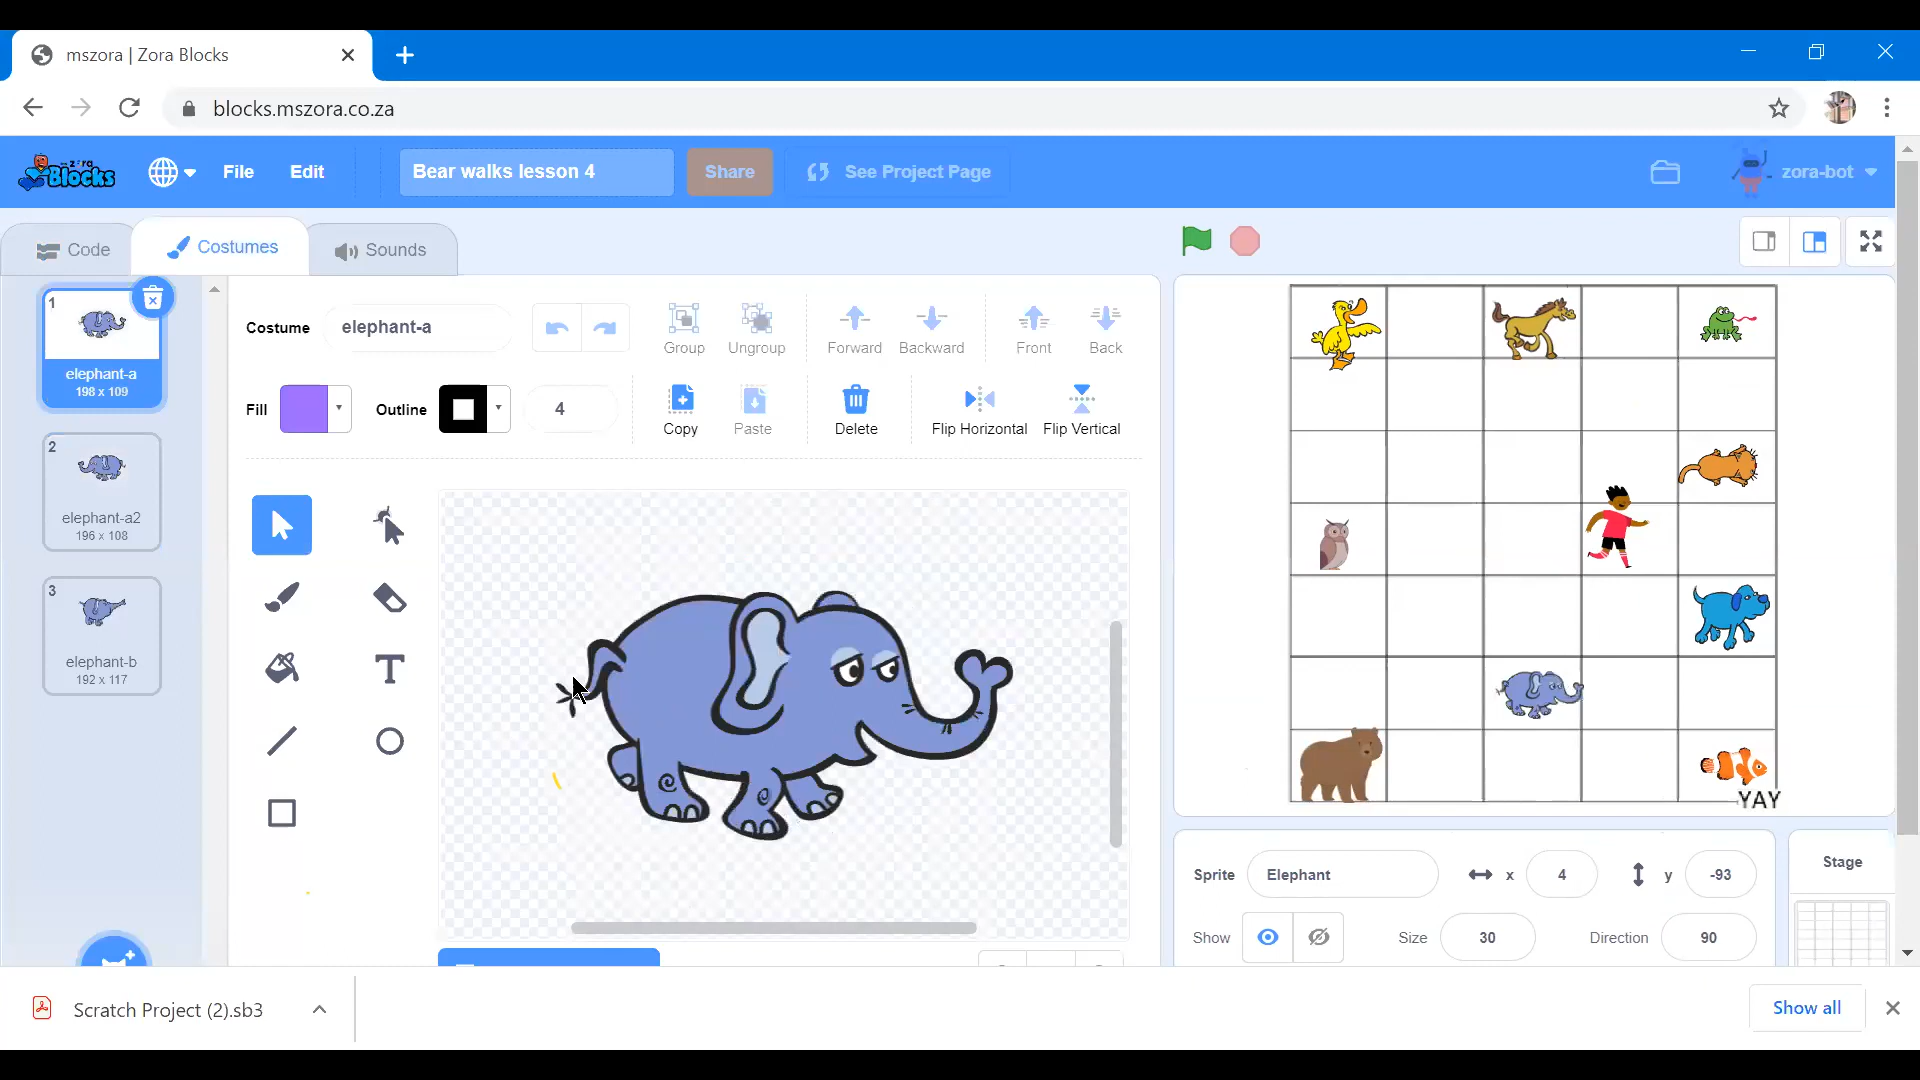 mszora | Zora Blocks
blocks.mszora.co.za
zora
Blocks
File
Edit
Bear walks lesson 4
Share
See Project Page
zora-bot
Code
Costumes
Sounds
1
elephant-a
198 x 109
2
elephant-a2
196 x 108
3
elephant-b
192 x 117
Costume
elephant-a
Group
Ungroup
Forward
Backward
Front
Back
Fill
Outline
4
Copy
Paste
Delete
Flip Horizontal
Flip Vertical
T
YAY
Sprite
Elephant
x
4
y
-93
Show
Size
30
Direction
90
Stage
Scratch Project (2).sb3
Show all